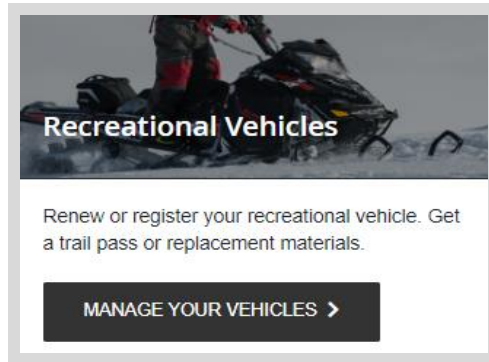 Recreational Vehicles
Renew or register your recreational vehicle. Get
a trail pass or replacement materials.
MANAGE YOUR VEHICLES >